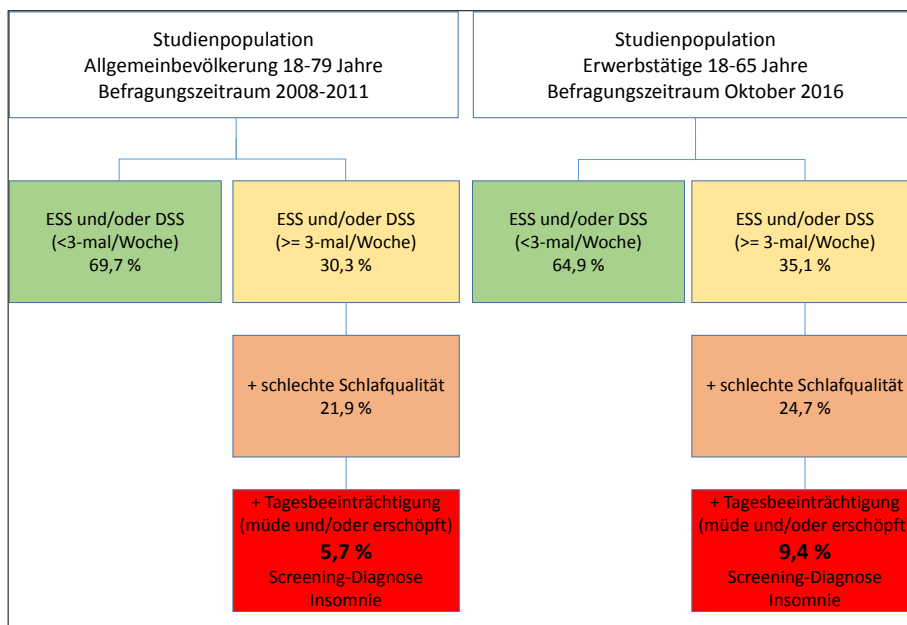 Studienpopulation
Allgemeinbevölkerung 18-79 Jahre
Befragungszeitraum 2008-2011
Studienpopulation
Erwerbstätige 18-65 Jahre
Befragungszeitraum Oktober 2016
ESS und/oder DSS
(<3-mal/Woche)
69,7 %
ESS und/oder DSS
(>= 3-mal/Woche)
30,3 %
ESS und/oder DSS
(<3-mal/Woche)
64,9 %
ESS und/oder DSS
(>= 3-mal/Woche)
35,1 %
+ schlechte Schlafqualität
21,9 %
+ schlechte Schlafqualität
24,7 %
+ Tagesbeeinträchtigung
(müde und/oder erschöpft)
5,7 %
Screening-Diagnose
Insomnie
+ Tagesbeeinträchtigung
(müde und/oder erschöpft)
9,4 %
Screening-Diagnose
Insomnie